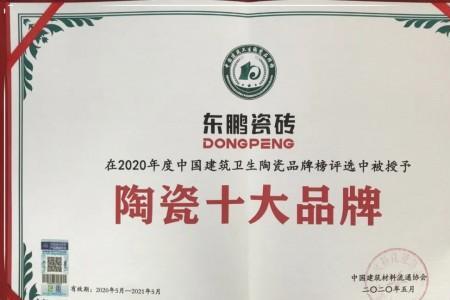 东鹏瓷砖
DONGPENG
在2020年度中国建筑卫生陶瓷品牌榜评选中被授予
陶瓷十大品牌
有效期：2020年5月—2021年5月
中国建筑材料流通协会
二〇二〇年五月